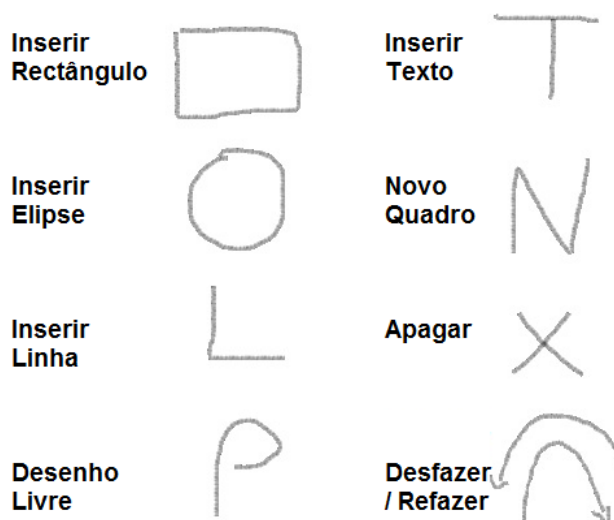 Inserir
Rectângulo
Inserir
Texto
T
Inserir
Elipse
Novo
Quadro
N
Inserir
Linha
L
Apagar
X
Desenho
Livre
P
Desfazer
/ Refazer